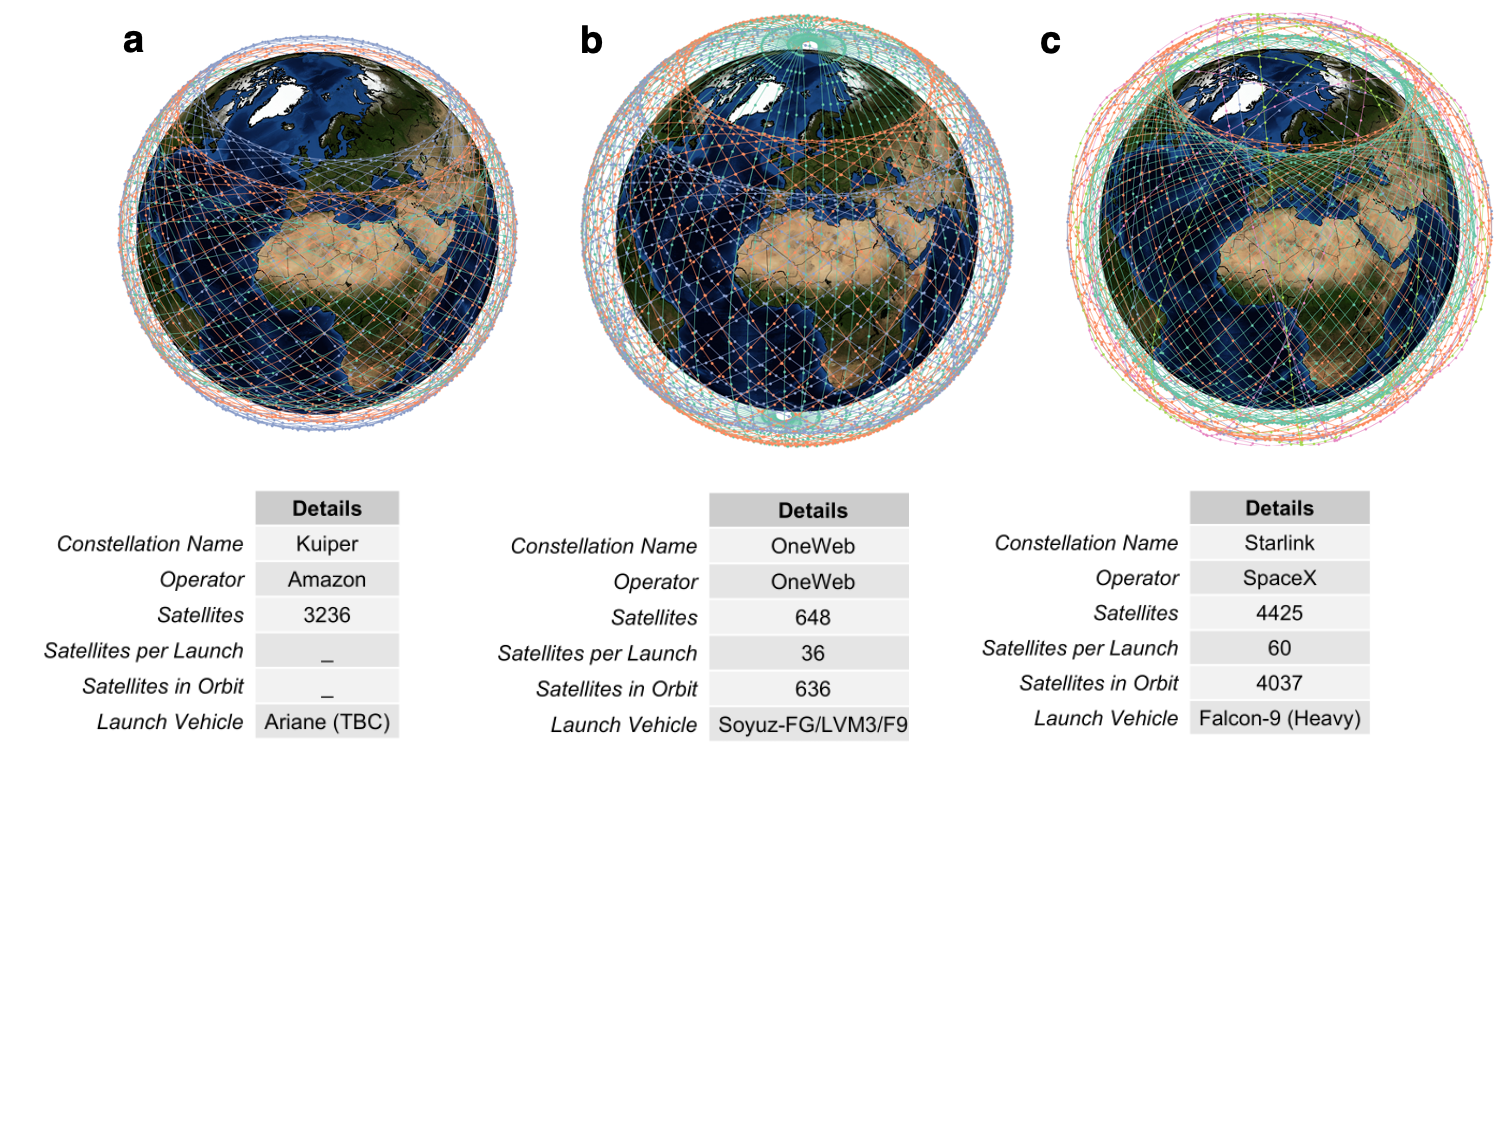 a
b
c
Details
Constellation Name Kuiper
Operator Amazon
Satellites 3236
Satellites per Launch _
Satellites in Orbit _
Launch Vehicle Ariane (TBC)
Details
Constellation Name OneWeb
Operator OneWeb
Satellites 648
Satellites per Launch 36
Satellites in Orbit 636
Launch Vehicle Soyuz-FG/LVM3/F9
Details
Constellation Name Starlink
Operator SpaceX
Satellites 4425
Satellites per Launch 60
Satellites in Orbit 4037
Launch Vehicle Falcon-9 (Heavy)